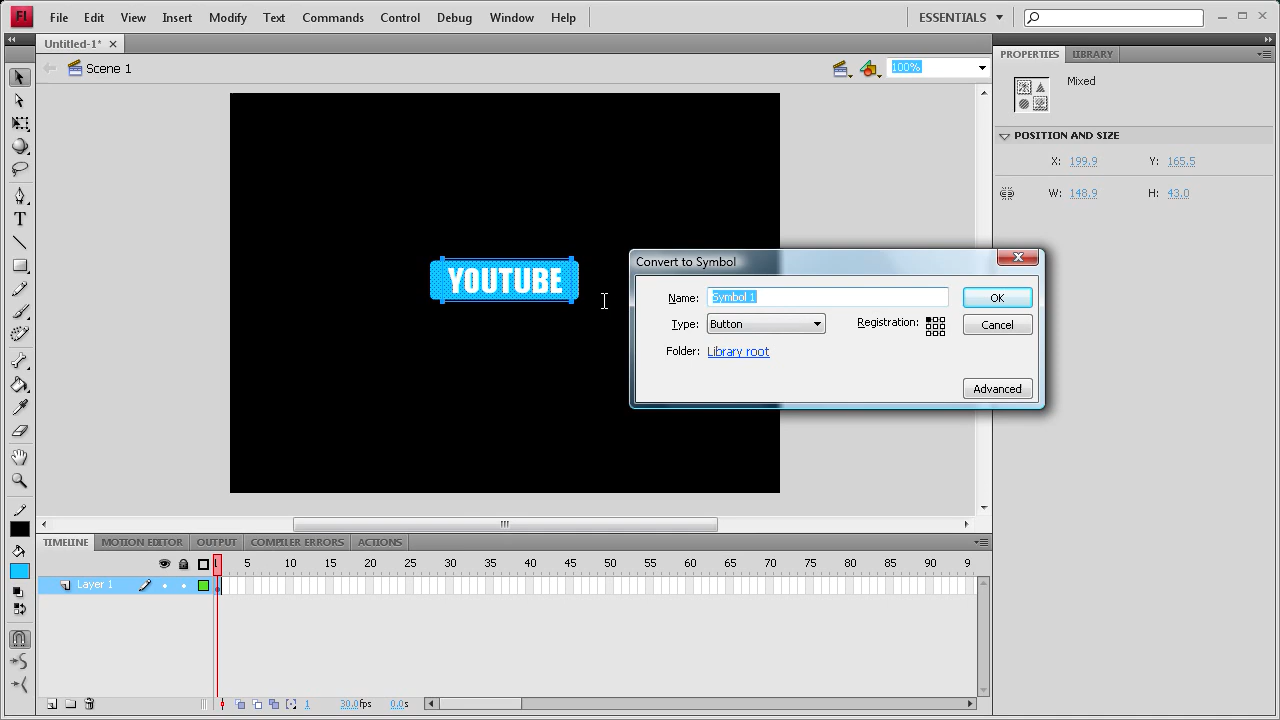 Fl File Edit View Insert Modify Text Commands Control Debug Window Help ESSENTIALS
Untitled-1*
PROPERTIES LIBRARY
Scene 1 100%
Mixed
POSITION AND SIZE
X: 199.9 Y: 165.5
W: 148.9 H: 43.0
YOUTUBE
Convert to Symbol
Name: Symbol 1 OK
Type: Button Registration: Cancel
Folder: Library root
Advanced
TIMELINE MOTION EDITOR OUTPUT COMPILER ERRORS ACTIONS
1 5 10 15 20 25 30 35 40 45 50 55 60 65 70 75 80 85 90 9
Layer 1
1 30.0fps 0.0s